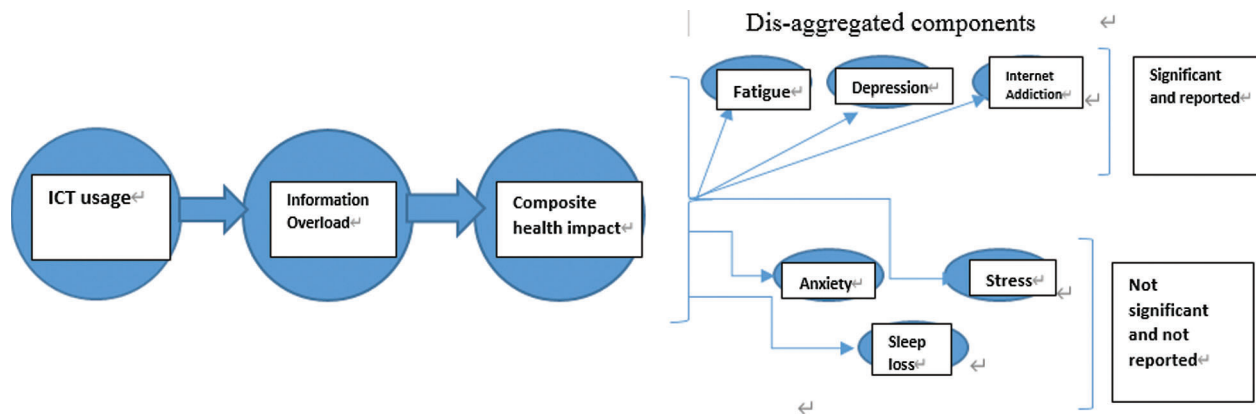 Dis-aggregated components
Fatigue
Depression
Internet
Addiction
Significant
and reported
ICT usage
Information
Overload
Composite
health impact
Anxiety
Stress
Sleep
loss
Not
significant
and not
reported